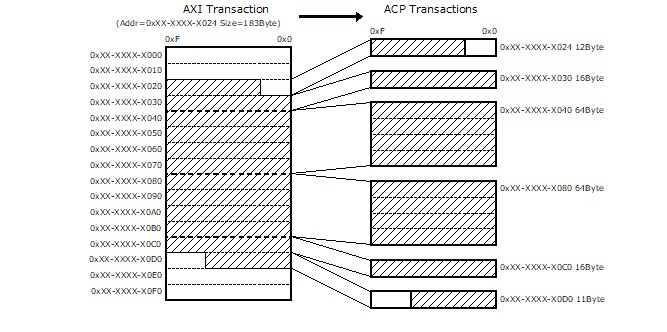 AXI Transaction
(Addr=0xXX-XXXX-X024 Size=183Byte)
ACP Transactions
0xF 0x0
0xF 0x0
0xXX-XXXX-X000
0xXX-XXXX-X010
0xXX-XXXX-X020
0xXX-XXXX-X030
0xXX-XXXX-X040
0xXX-XXXX-X050
0xXX-XXXX-X060
0xXX-XXXX-X070
0xXX-XXXX-X080
0xXX-XXXX-X090
0xXX-XXXX-X0A0
0xXX-XXXX-X0B0
0xXX-XXXX-X0C0
0xXX-XXXX-X0D0
0xXX-XXXX-X0E0
0xXX-XXXX-X0F0
0xXX-XXXX-X024 12Byte
0xXX-XXXX-X030 16Byte
0xXX-XXXX-X040 64Byte
0xXX-XXXX-X080 64Byte
0xXX-XXXX-X0C0 16Byte
0xXX-XXXX-X0D0 11Byte